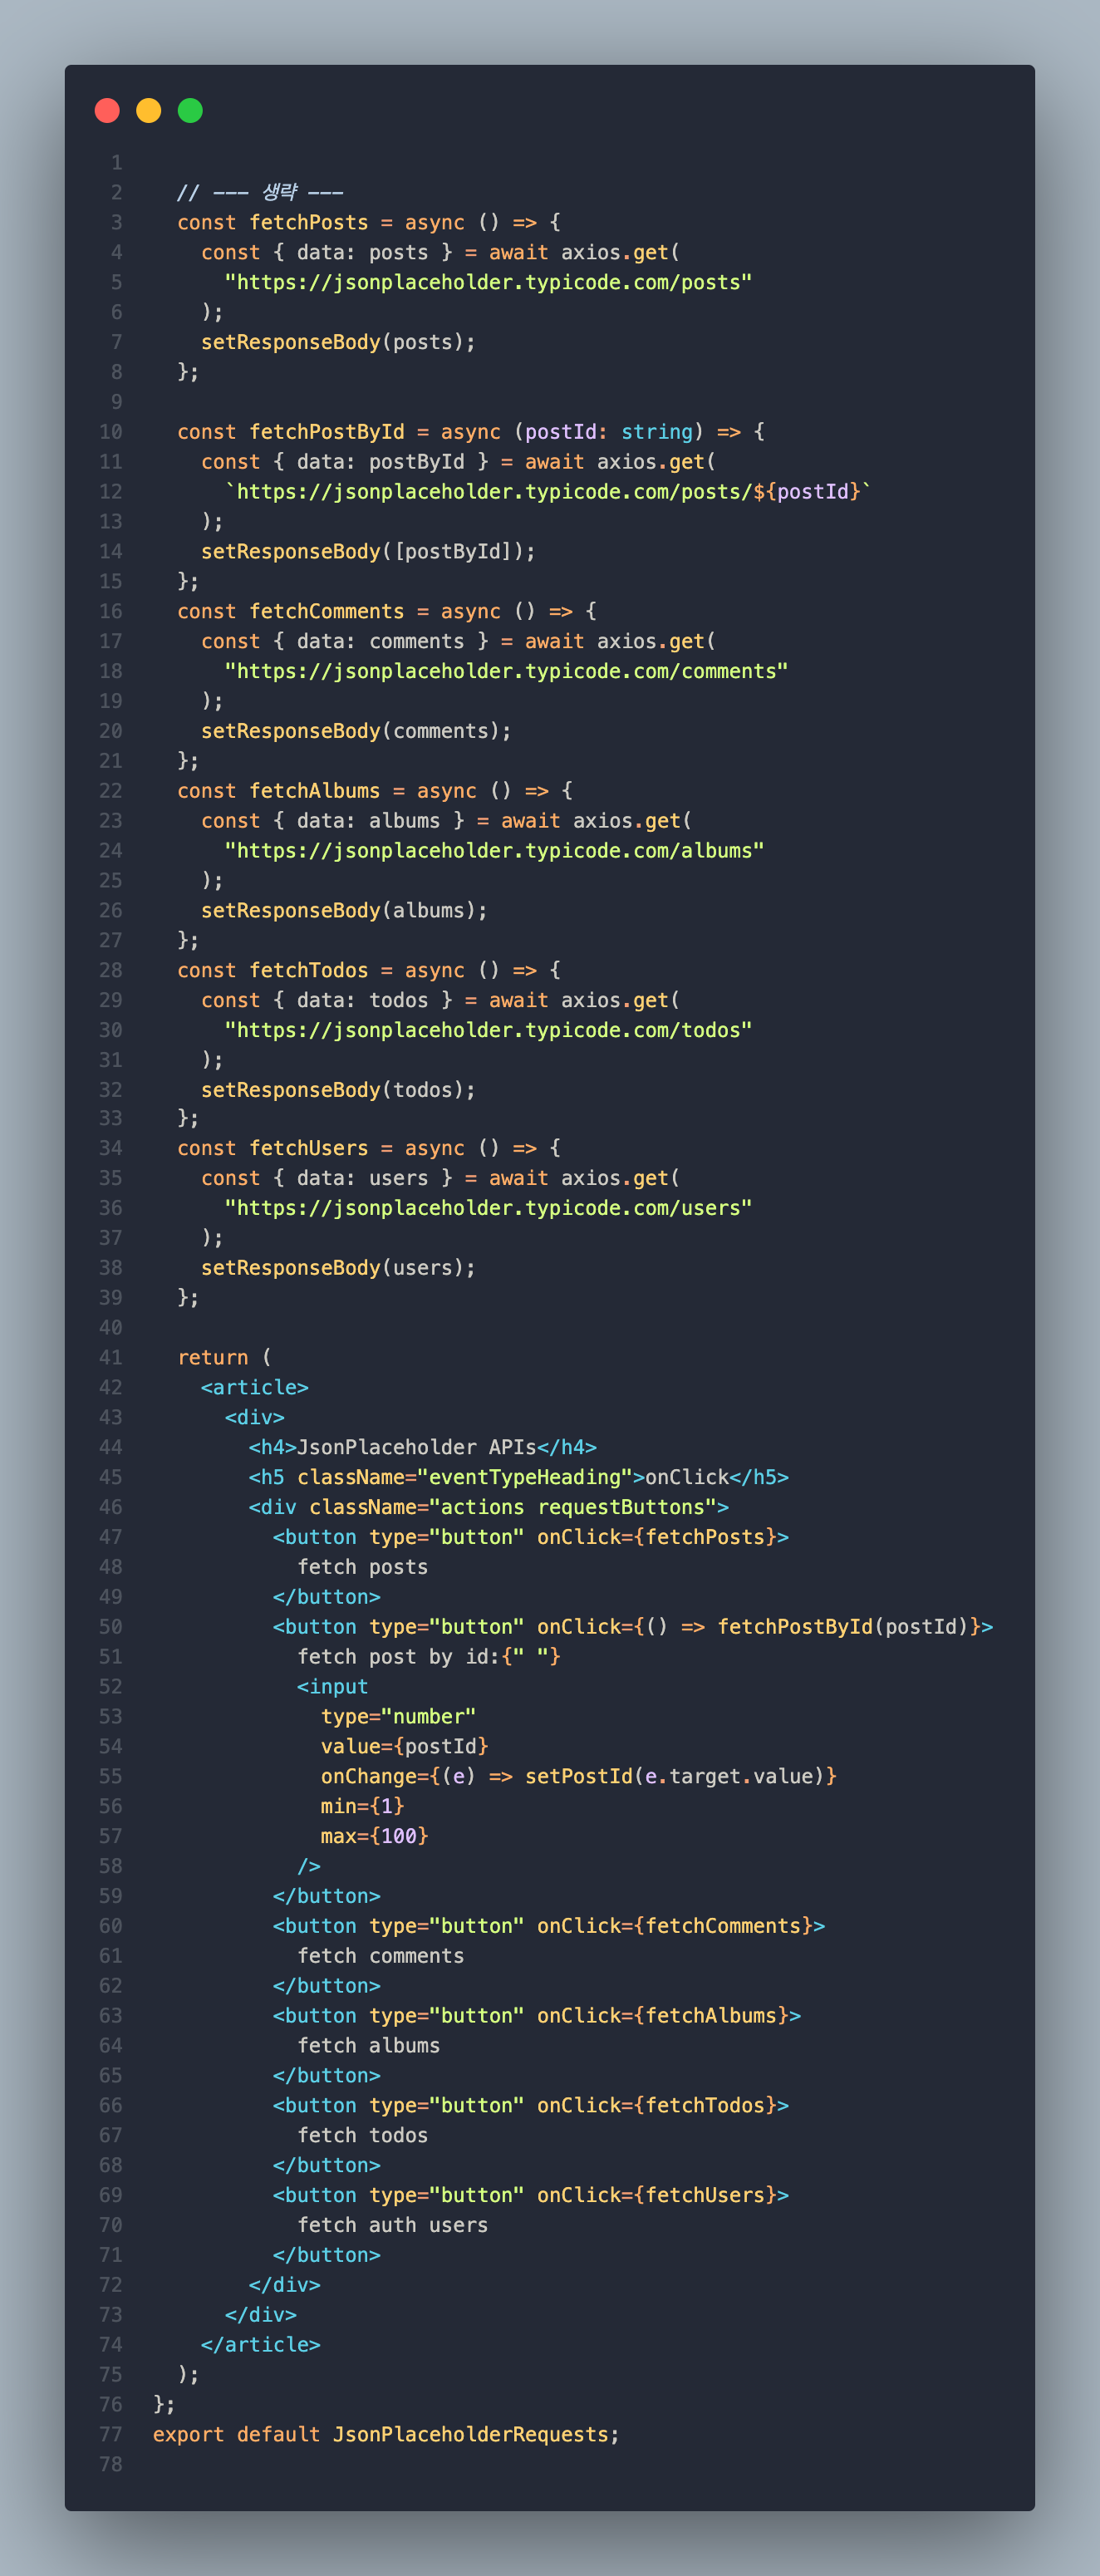 1
2 // --- 생략 ---
3 const fetchPosts = async () => {
4 const { data: posts } = await axios.get(
5 "https://jsonplaceholder.typicode.com/posts"
6 );
7 setResponseBody(posts);
8 };
9
10 const fetchPostById = async (postId: string) => {
11 const { data: postById } = await axios.get(
12 `https://jsonplaceholder.typicode.com/posts/${postId}`
13 );
14 setResponseBody([postById]);
15 };
16 const fetchComments = async () => {
17 const { data: comments } = await axios.get(
18 "https://jsonplaceholder.typicode.com/comments"
19 );
20 setResponseBody(comments);
21 };
22 const fetchAlbums = async () => {
23 const { data: albums } = await axios.get(
24 "https://jsonplaceholder.typicode.com/albums"
25 );
26 setResponseBody(albums);
27 };
28 const fetchTodos = async () => {
29 const { data: todos } = await axios.get(
30 "https://jsonplaceholder.typicode.com/todos"
31 );
32 setResponseBody(todos);
33 };
34 const fetchUsers = async () => {
35 const { data: users } = await axios.get(
36 "https://jsonplaceholder.typicode.com/users"
37 );
38 setResponseBody(users);
39 };
40
41 return (
42 <article>
43 <div>
44 <h4>JsonPlaceholder APIs</h4>
45 <h5 className="eventTypeHeading">onClick</h5>
46 <div className="actions requestButtons">
47 <button type="button" onClick={fetchPosts}>
48 fetch posts
49 </button>
50 <button type="button" onClick={() => fetchPostById(postId)}>
51 fetch post by id:{" "}
52 <input
53 type="number"
54 value={postId}
55 onChange={(e) => setPostId(e.target.value)}
56 min={1}
57 max={100}
58 />
59 </button>
60 <button type="button" onClick={fetchComments}>
61 fetch comments
62 </button>
63 <button type="button" onClick={fetchAlbums}>
64 fetch albums
65 </button>
66 <button type="button" onClick={fetchTodos}>
67 fetch todos
68 </button>
69 <button type="button" onClick={fetchUsers}>
70 fetch auth users
71 </button>
72 </div>
73 </div>
74 </article>
75 );
76 };
77 export default JsonPlaceholderRequests;
78